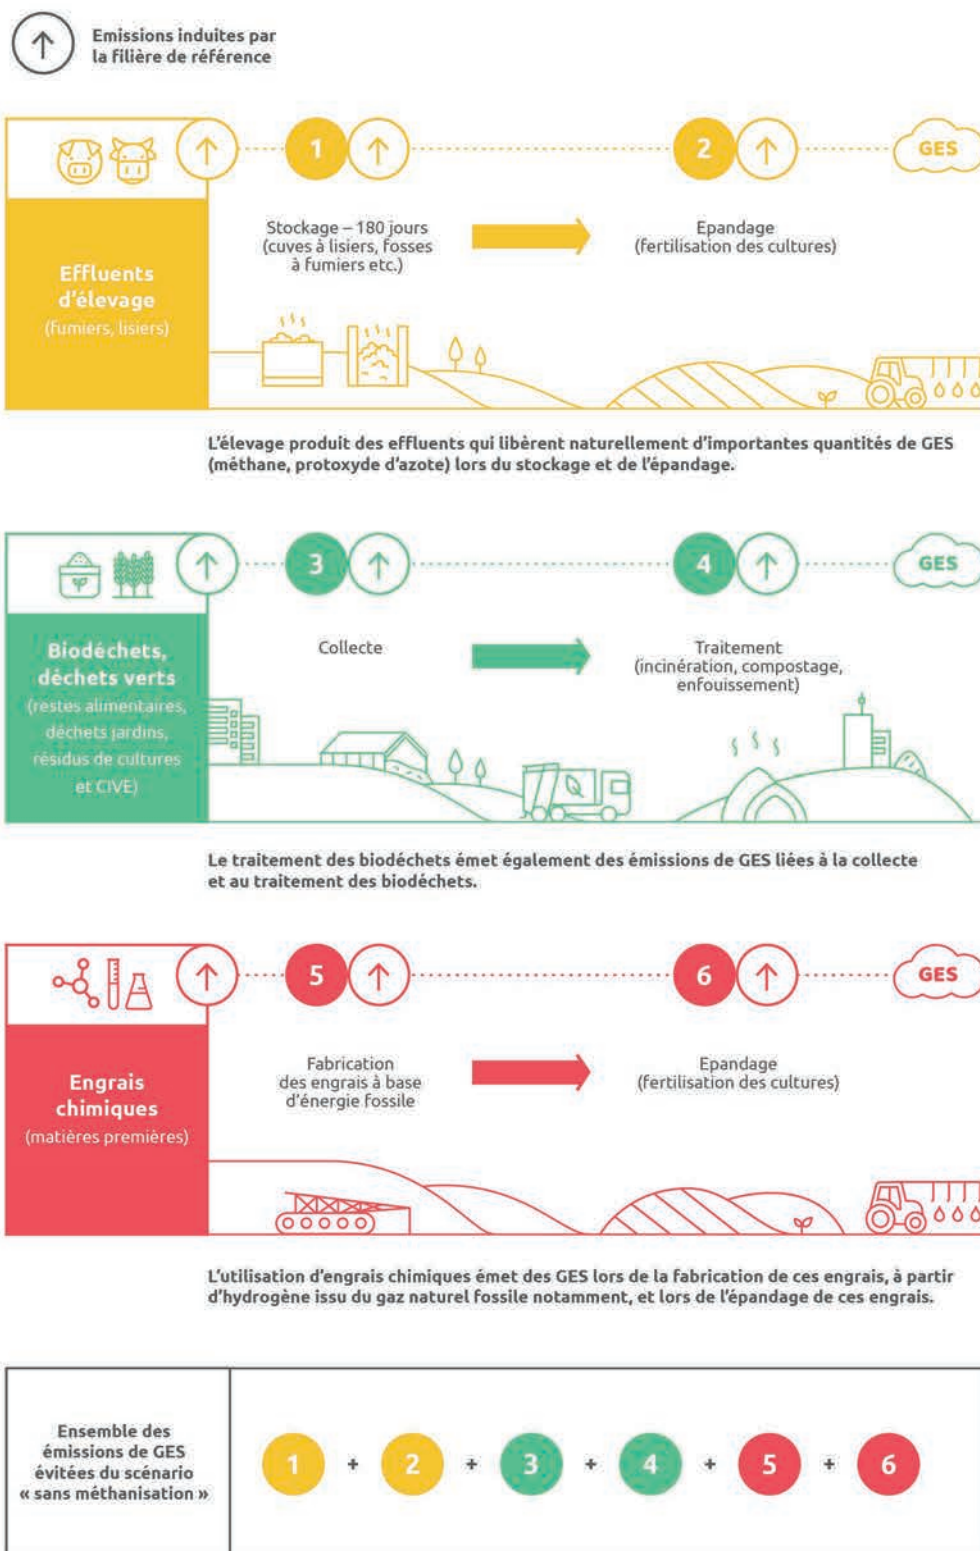 Emissions induites par
la filière de référence
1
2
GES
Stockage – 180 jours
(cuves à lisiers, fosses
à fumiers etc.)
Epandage
(fertilisation des cultures)
Effluents
d'élevage
(fumiers, lisiers)
L'élevage produit des effluents qui libèrent naturellement d'importantes quantités de GES
(méthane, protoxyde d'azote) lors du stockage et de l'épandage.
3
4
GES
Collecte
Traitement
(incinération, compostage,
enfouissement)
Biodéchets,
déchets verts
(restes alimentaires,
déchets jardins,
résidus de cultures
et CIVE)
Le traitement des biodéchets émet également des émissions de GES liées à la collecte
et au traitement des biodéchets.
5
6
GES
Fabrication
des engrais à base
d'énergie fossile
Epandage
(fertilisation des cultures)
Engrais
chimiques
(matières premières)
L'utilisation d'engrais chimiques émet des GES lors de la fabrication de ces engrais, à partir
d'hydrogène issu du gaz naturel fossile notamment, et lors de l'épandage de ces engrais.
Ensemble des
émissions de GES
évitées du scénario
« sans méthanisation »
1 + 2 + 3 + 4 + 5 + 6